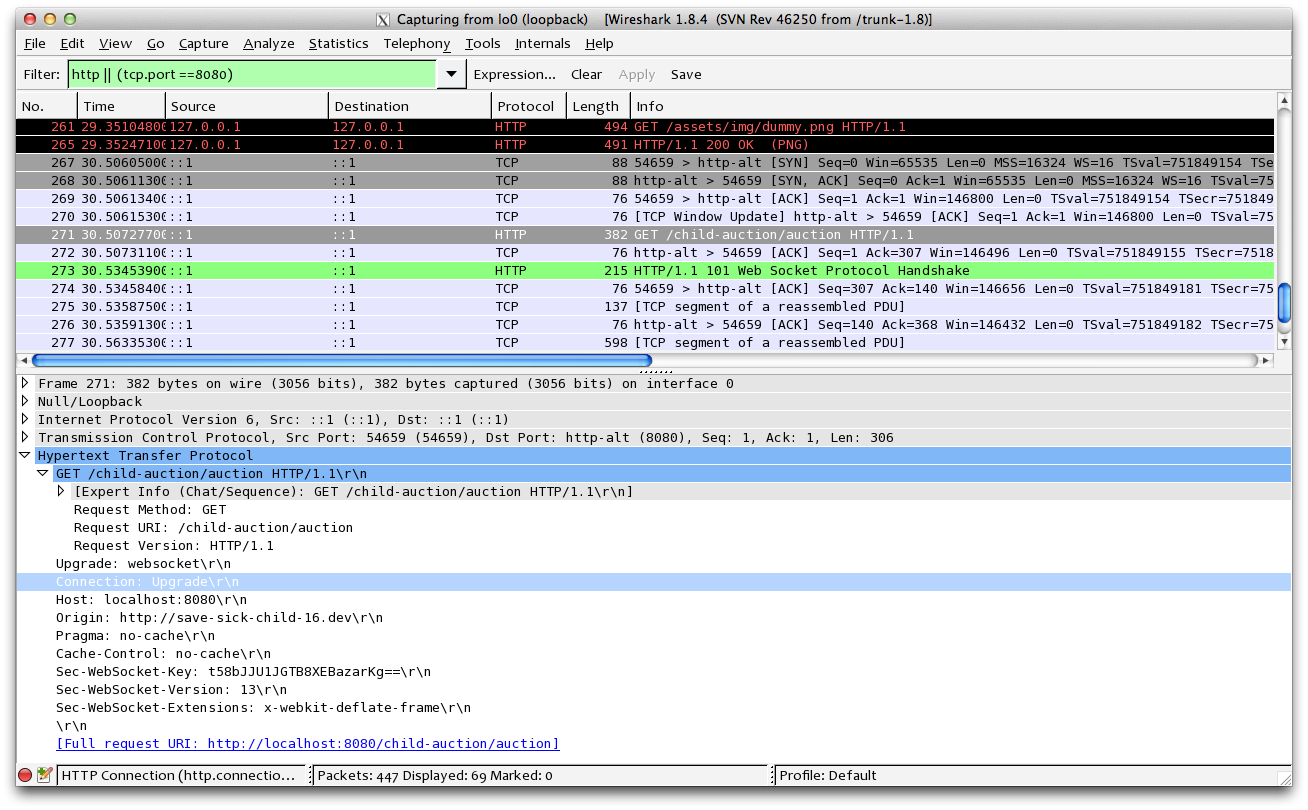 Capturing from lo0 (loopback)    [Wireshark 1.8.4  (SVN Rev 46250 from /trunk-1.8)]
File Edit View Go Capture Analyze Statistics Telephony Tools Internals Help
Filter: http || (tcp.port ==8080) Expression... Clear Apply Save
No. Time Source Destination Protocol Length Info
261 29.35104800 127.0.0.1 127.0.0.1 HTTP 494 GET /assets/img/dummy.png HTTP/1.1
265 29.35247100 127.0.0.1 127.0.0.1 HTTP 491 HTTP/1.1 200 OK  (PNG)
267 30.50605000 ::1 ::1 TCP 88 54659 > http-alt [SYN] Seq=0 Win=65535 Len=0 MSS=16324 WS=16 TSval=751849154 TSe
268 30.50611300 ::1 ::1 TCP 88 http-alt > 54659 [SYN, ACK] Seq=0 Ack=1 Win=65535 Len=0 MSS=16324 WS=16 TSval=75
269 30.50613400 ::1 ::1 TCP 76 54659 > http-alt [ACK] Seq=1 Ack=1 Win=146800 Len=0 TSval=751849154 TSecr=751849
270 30.50615300 ::1 ::1 TCP 76 [TCP Window Update] http-alt > 54659 [ACK] Seq=1 Ack=1 Win=146800 Len=0 TSval=75
271 30.50727700 ::1 ::1 HTTP 382 GET /child-auction/auction HTTP/1.1
272 30.50731100 ::1 ::1 TCP 76 http-alt > 54659 [ACK] Seq=1 Ack=307 Win=146496 Len=0 TSval=751849155 TSecr=7518
273 30.53453900 ::1 ::1 HTTP 215 HTTP/1.1 101 Web Socket Protocol Handshake
274 30.53458400 ::1 ::1 TCP 76 54659 > http-alt [ACK] Seq=307 Ack=140 Win=146656 Len=0 TSval=751849181 TSecr=75
275 30.53587500 ::1 ::1 TCP 137 [TCP segment of a reassembled PDU]
276 30.53591300 ::1 ::1 TCP 76 http-alt > 54659 [ACK] Seq=140 Ack=368 Win=146432 Len=0 TSval=751849182 TSecr=75
277 30.56335300 ::1 ::1 TCP 598 [TCP segment of a reassembled PDU]
Frame 271: 382 bytes on wire (3056 bits), 382 bytes captured (3056 bits) on interface 0
Null/Loopback
Internet Protocol Version 6, Src: ::1 (::1), Dst: ::1 (::1)
Transmission Control Protocol, Src Port: 54659 (54659), Dst Port: http-alt (8080), Seq: 1, Ack: 1, Len: 306
Hypertext Transfer Protocol
GET /child-auction/auction HTTP/1.1\r\n
[Expert Info (Chat/Sequence): GET /child-auction/auction HTTP/1.1\r\n]
Request Method: GET
Request URI: /child-auction/auction
Request Version: HTTP/1.1
Upgrade: websocket\r\n
Connection: Upgrade\r\n
Host: localhost:8080\r\n
Origin: http://save-sick-child-16.dev\r\n
Pragma: no-cache\r\n
Cache-Control: no-cache\r\n
Sec-WebSocket-Key: t58bJJU1JGTB8XEBazarKg==\r\n
Sec-WebSocket-Version: 13\r\n
Sec-WebSocket-Extensions: x-webkit-deflate-frame\r\n
\r\n
[Full request URI: http://localhost:8080/child-auction/auction]
HTTP Connection (http.connectio... Packets: 447 Displayed: 69 Marked: 0 Profile: Default